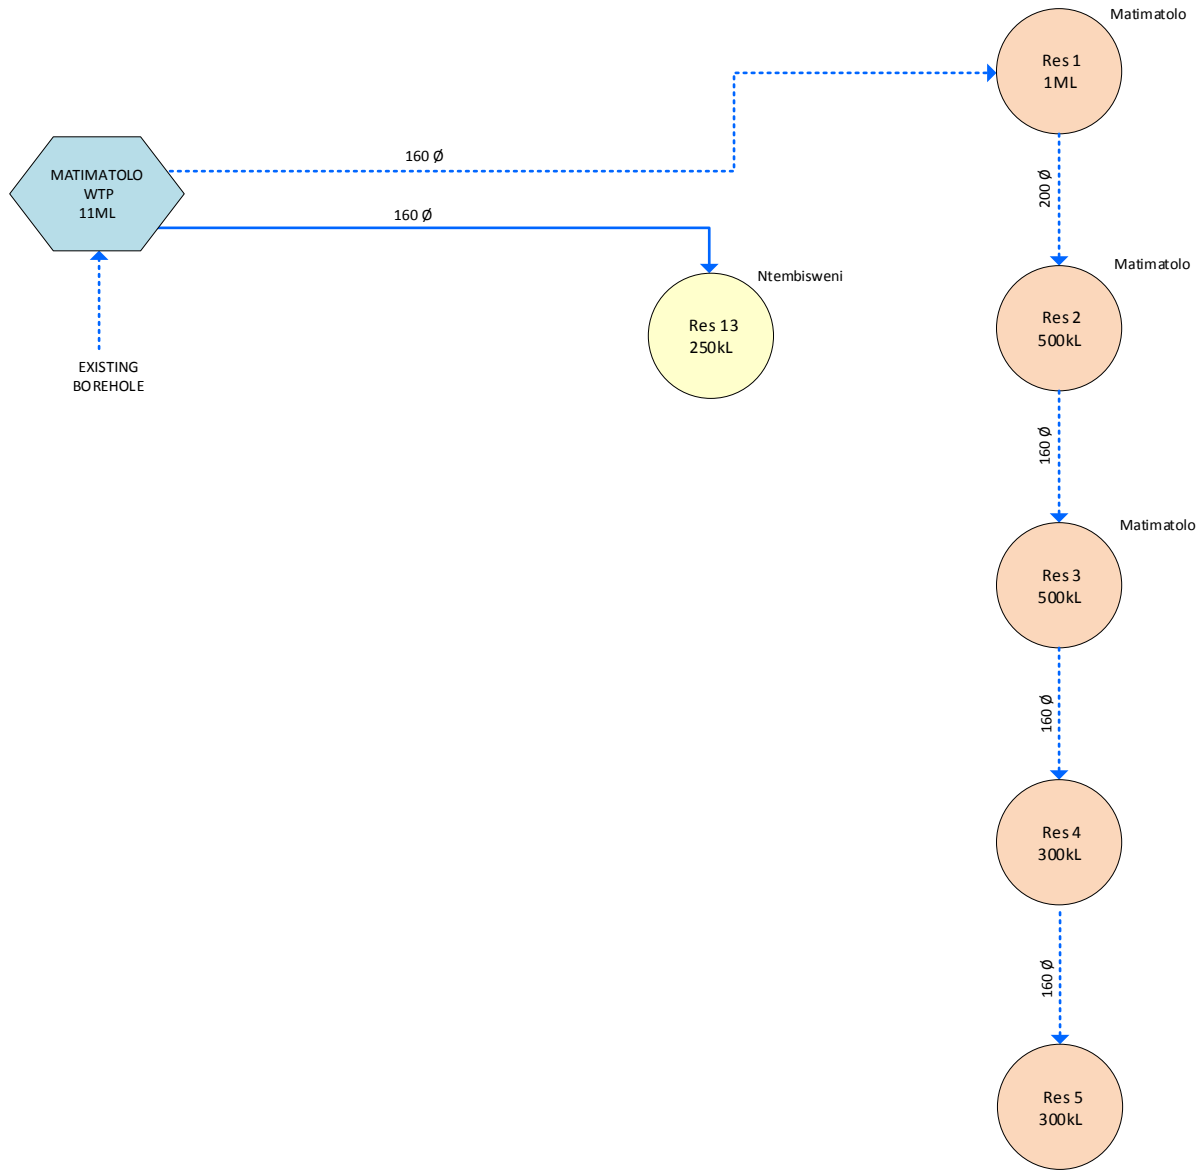 Matimatolo
Res 1
1ML
160 Ø
MATIMATOLO
WTP
11ML
200 Ø
160 Ø
Matimatolo
Ntembisweni
Res 2
500kL
Res 13
250kL
EXISTING
BOREHOLE
160 Ø
Matimatolo
Res 3
500kL
160 Ø
Res 4
300kL
160 Ø
Res 5
300kL